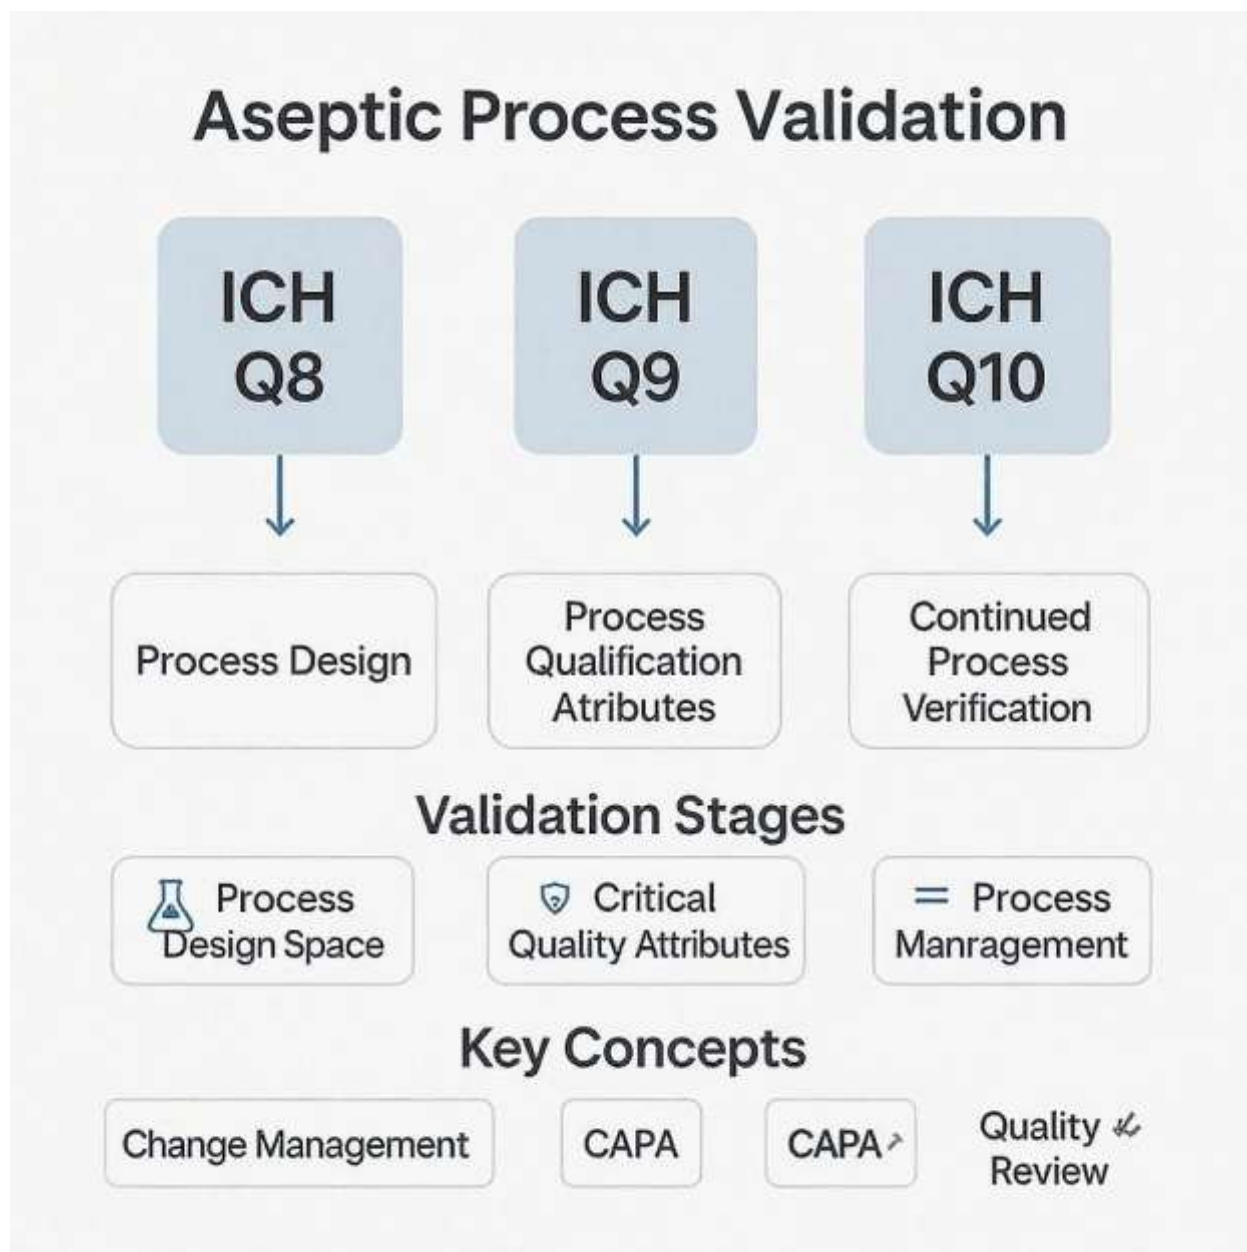 Aseptic Process Validation
ICH
Q8
ICH
Q9
ICH
Q10
Process Design
Process
Qualification
Atributes
Continued
Process
Verification
Validation Stages
Process
Design Space
Critical
Quality Attributes
Process
Manragement
Key Concepts
Change Management
CAPA
CAPA
Quality
Review